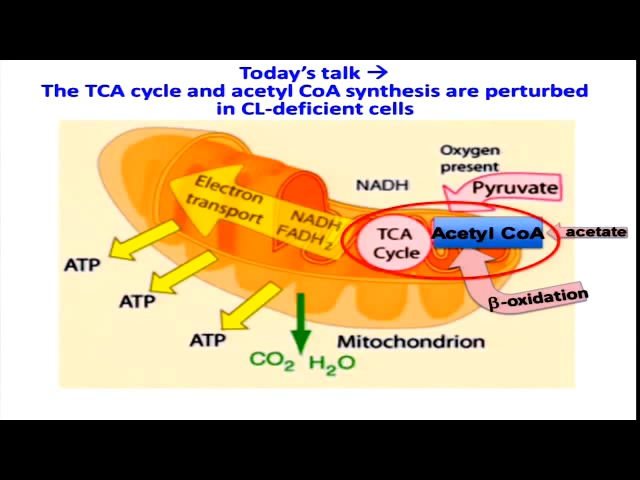 Today's talk →
The TCA cycle and acetyl CoA synthesis are perturbed
in CL-deficient cells
Oxygen
present
NADH
Pyruvate
Electron
transport
NADH
FADH2
TCA
Cycle
Acetyl CoA
acetate
ATP
β-oxidation
ATP
ATP
Mitochondrion
CO2 H2O